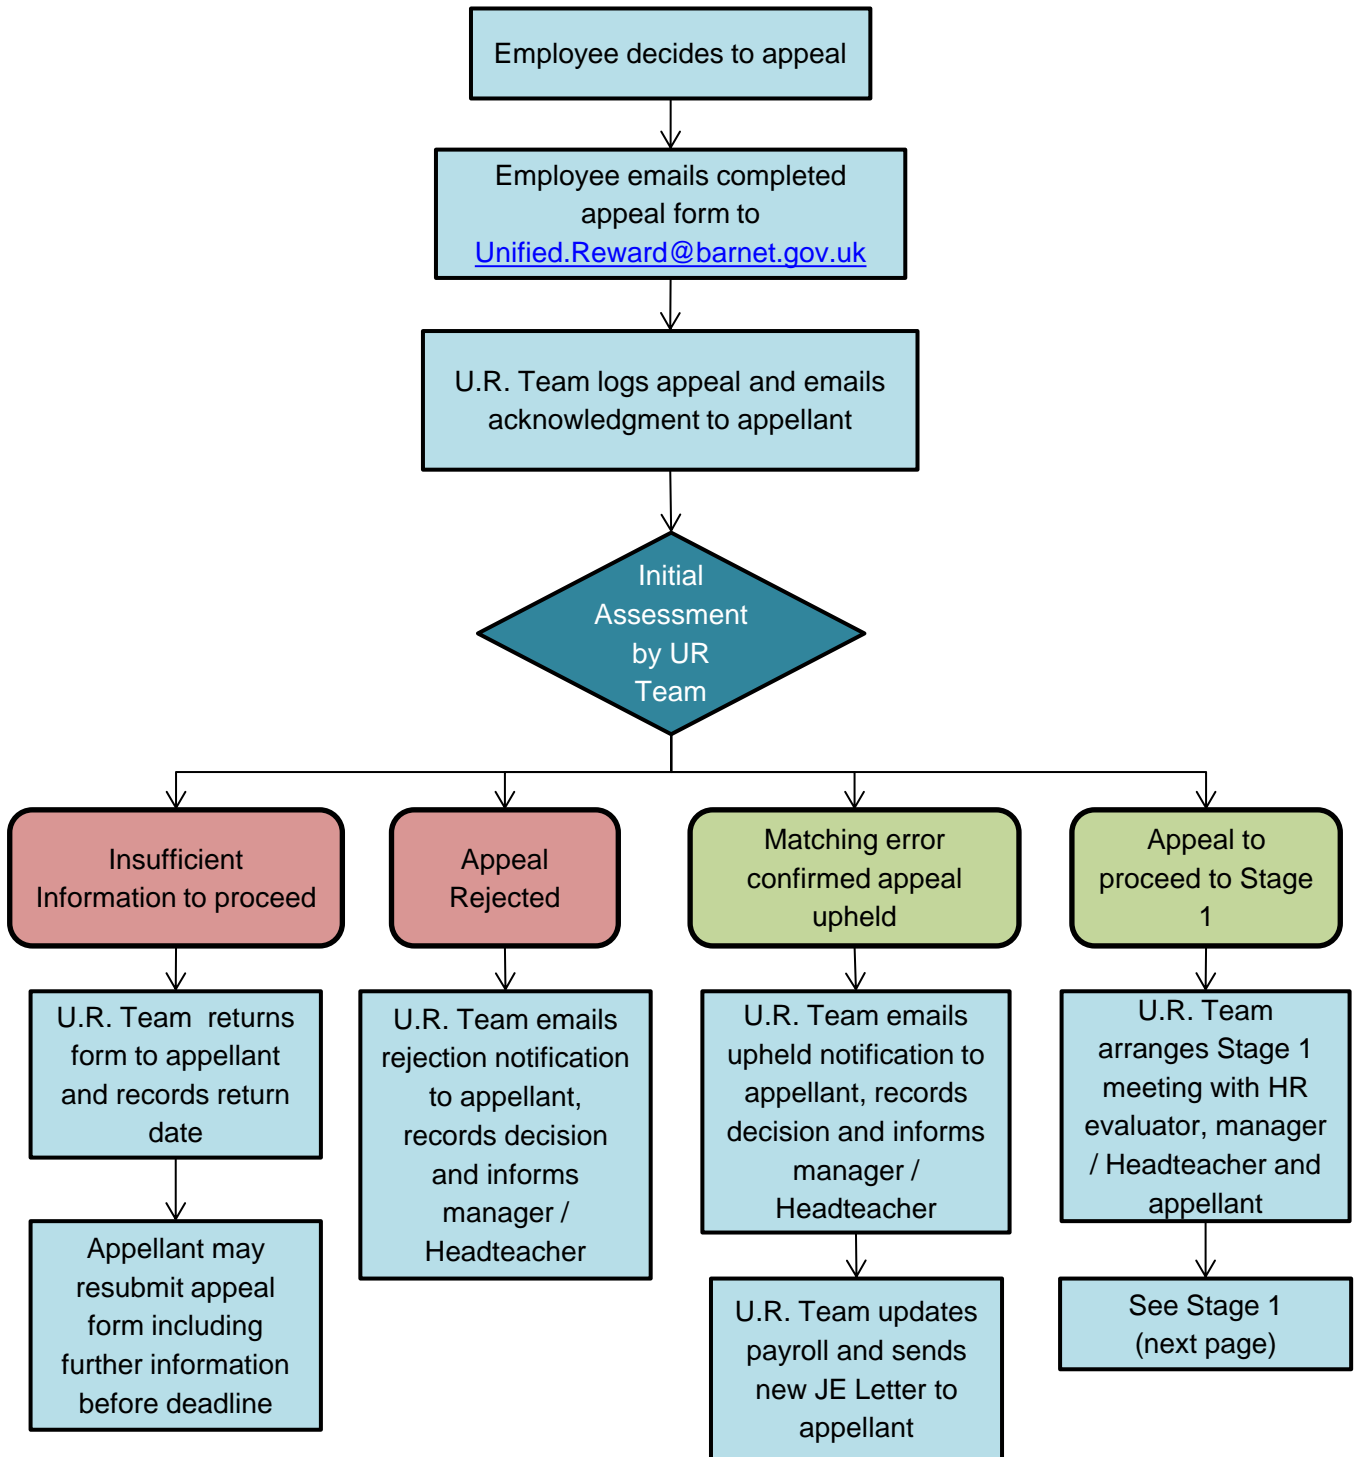 Employee decides to appeal
Employee emails completed
appeal form to
Unified.Reward@barnet.gov.uk
U.R. Team logs appeal and emails
acknowledgment to appellant
Initial
Assessment
by UR
Team
Insufficient
Information to proceed
Appeal
Rejected
Matching error
confirmed appeal
upheld
Appeal to
proceed to Stage
1
U.R. Team  returns
form to appellant
and records return
date
U.R. Team emails
rejection notification
to appellant,
records decision
and informs
manager /
Headteacher
U.R. Team emails
upheld notification to
appellant, records
decision and informs
manager /
Headteacher
U.R. Team
arranges Stage 1
meeting with HR
evaluator, manager
/ Headteacher and
appellant
Appellant may
resubmit appeal
form including
further information
before deadline
U.R. Team updates
payroll and sends
new JE Letter to
appellant
See Stage 1
(next page)